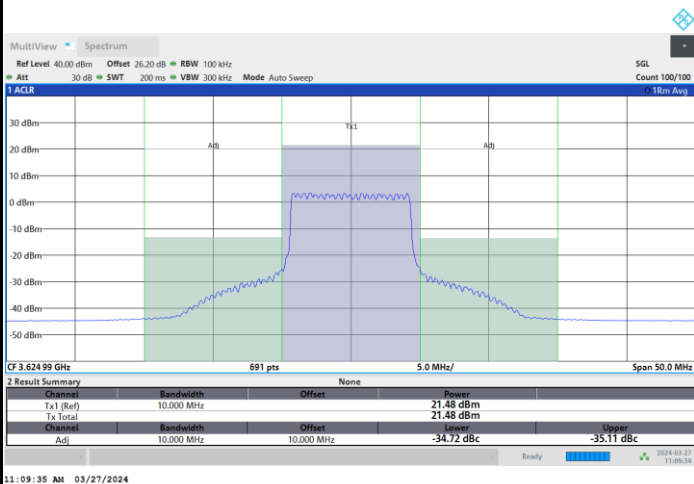 MultiView Spectrum
Ref Level 40.00 dBm Offset 26.20 dB RBW 100 kHz SGL
Att 30 dB SWT 200 ms VBW 300 kHz Mode Auto Sweep Count 100/100
1 ACLR 1Rm Avg
30 dBm
Tx1
20 dBm
Adj Adj
10 dBm
0 dBm
-10 dBm
-20 dBm
-30 dBm
-40 dBm
-50 dBm
CF 3.624 99 GHz 691 pts 5.0 MHz/ Span 50.0 MHz
2 Result Summary None
Channel Bandwidth Offset Power
Tx1 (Ref) 10.000 MHz 21.48 dBm
Tx Total 21.48 dBm
Channel Bandwidth Offset Lower Upper
Adj 10.000 MHz 10.000 MHz -34.72 dBc -35.11 dBc
Ready 2024-03-27
11:09:34
11:09:35 AM 03/27/2024